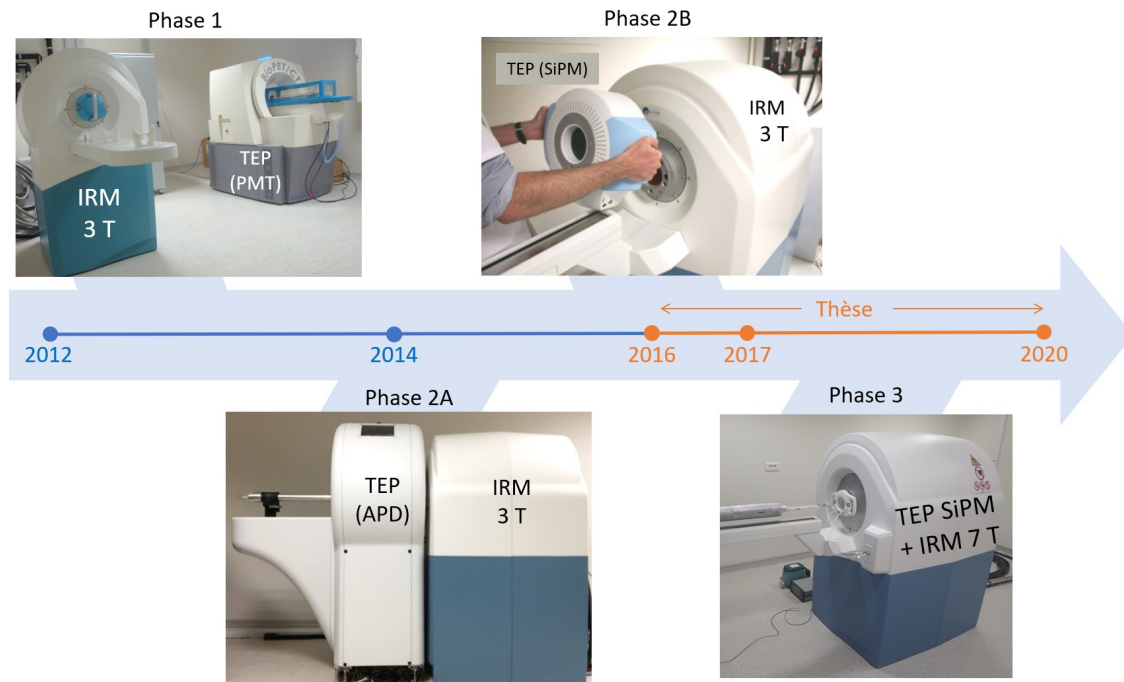 Phase 1
BioPET/CT
TEP
(PMT)
IRM
3 T
Phase 2B
TEP (SiPM)
IRM
3 T
Thèse
2012
2014
2016
2017
2020
Phase 2A
TEP
(APD)
IRM
3 T
Phase 3
TEP SiPM
+ IRM 7 T